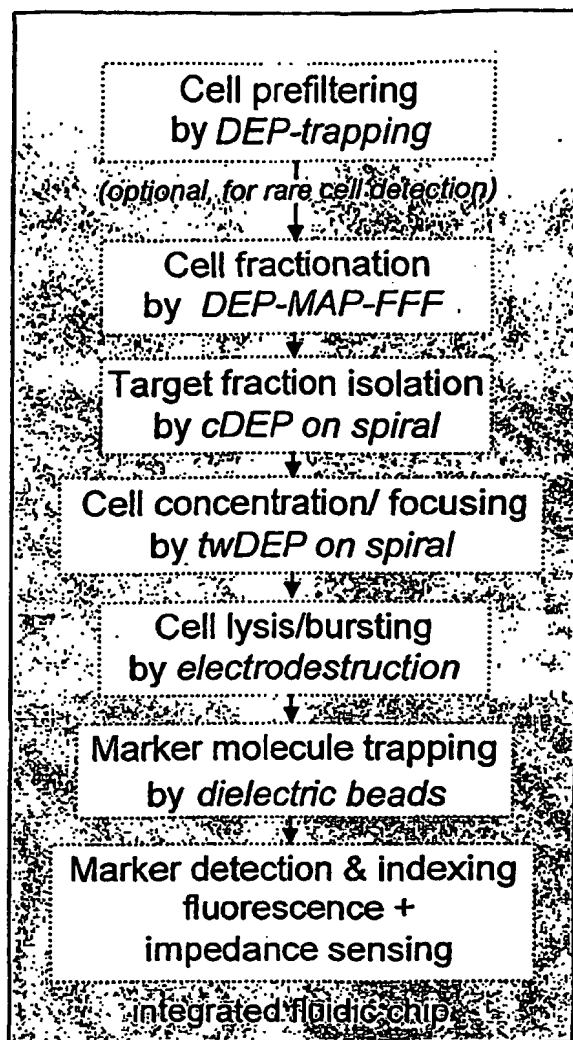 Cell prefiltering
by DEP-trapping
(optional, for rare cell detection)
Cell fractionation
by DEP-MAP-FFF
Target fraction isolation
by cDEP on spiral
Cell concentration/ focusing
by twDEP on spiral
Cell lysis/bursting
by electrodestruction
Marker molecule trapping
by dielectric beads
Marker detection & indexing
fluorescence +
impedance sensing
integrated fluidic chip